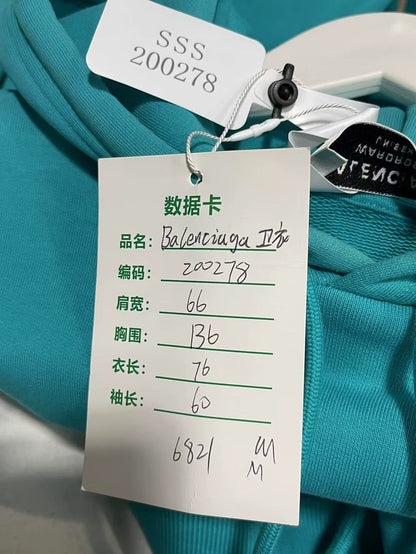 SSS
200278
数据卡
品名: Balenciaga 卫衣
编码: 200278
肩宽: 66
胸围: 136
衣长: 76
袖长: 60
6821
M